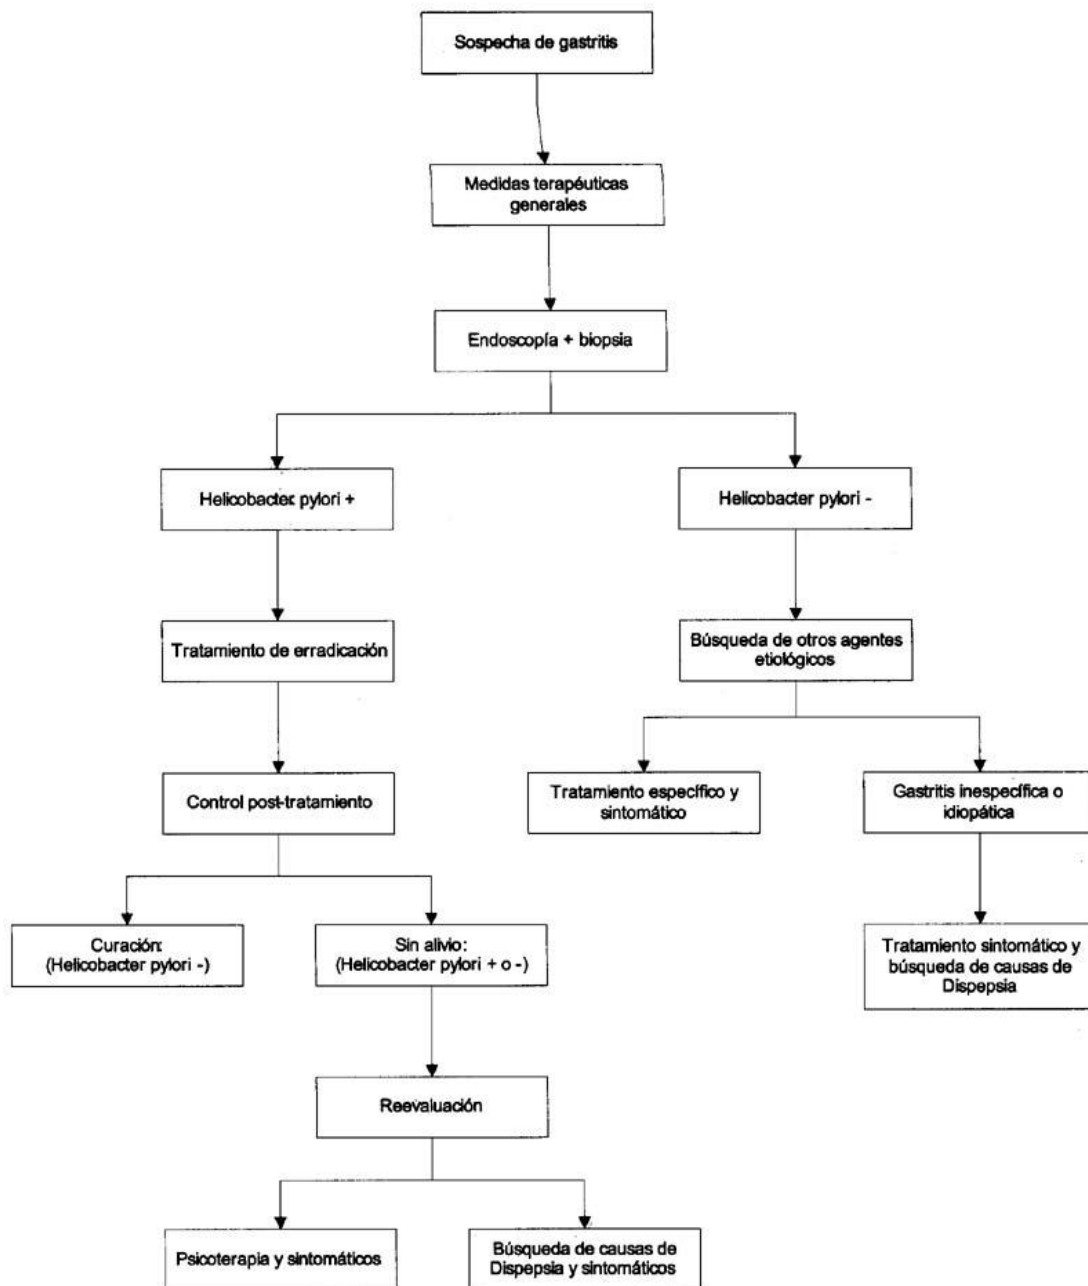 Sospecha de gastritis
Medidas terapéuticas
generales
Endoscopía + biopsia
Helicobacter pylori +
Helicobacter pylori -
Tratamiento de erradicación
Búsqueda de otros agentes
etiológicos
Control post-tratamiento
Tratamiento específico y
sintomático
Gastritis inespecífica o
idiopática
Curación:
(Helicobacter pylori -)
Sin alivio:
(Helicobacter pylori + o -)
Tratamiento sintomático y
búsqueda de causas de
Dispepsia
Reevaluación
Psicoterapia y sintomáticos
Búsqueda de causas de
Dispepsia y sintomáticos